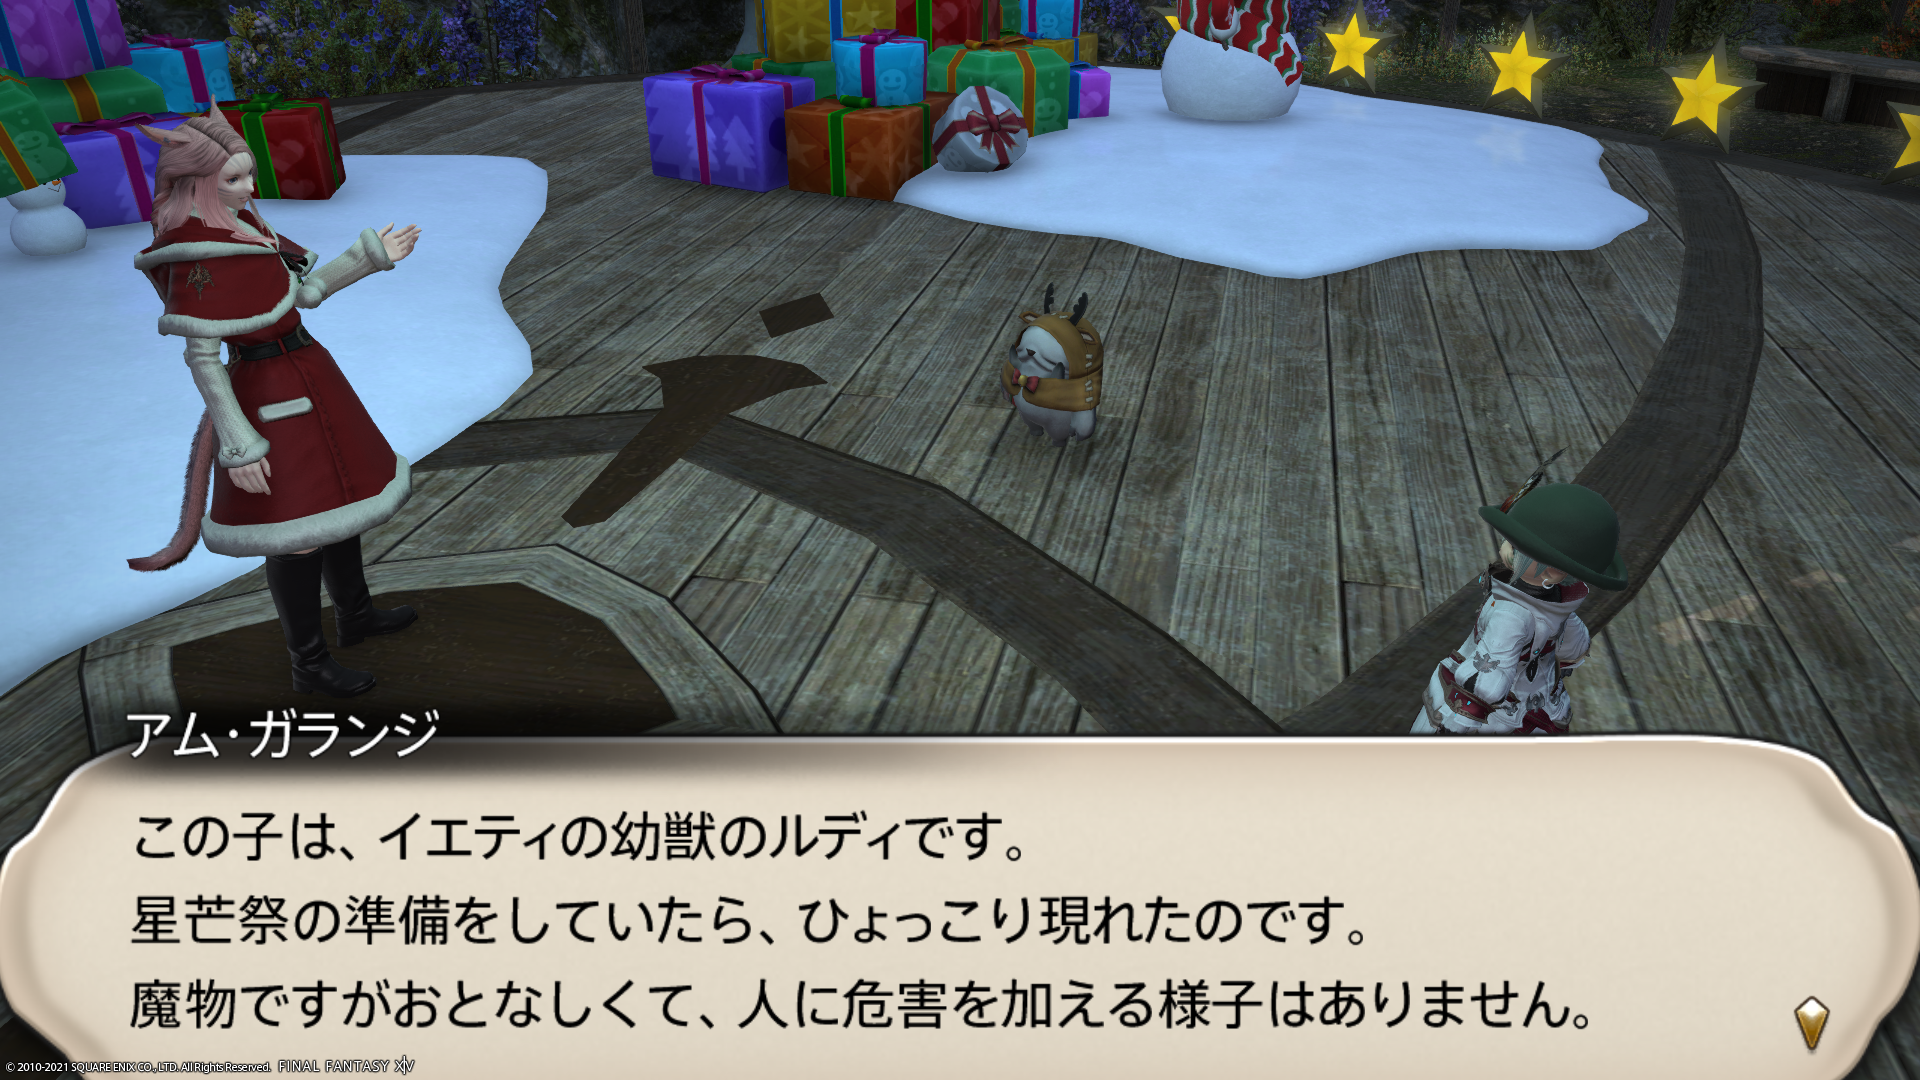 アム・ガランジ
この子は、イエティの幼獣のルディです。
星芒祭の準備をしていたら、ひょっこり現れたのです。
魔物ですがおとなしくて、人に危害を加える様子はありません。
© 2010-2021 SQUARE ENIX CO., LTD. All Rights Reserved. FINAL FANTASY XIV